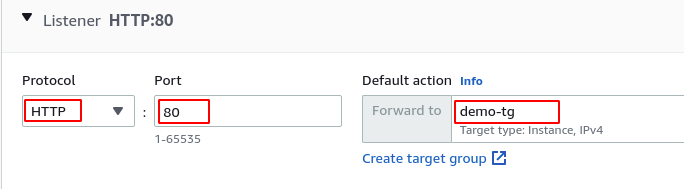 Listener HTTP:80
Protocol
Port
Default action Info
HTTP
:
80
Forward to
demo-tg
Target type: Instance, IPv4
1-65535
Create target group